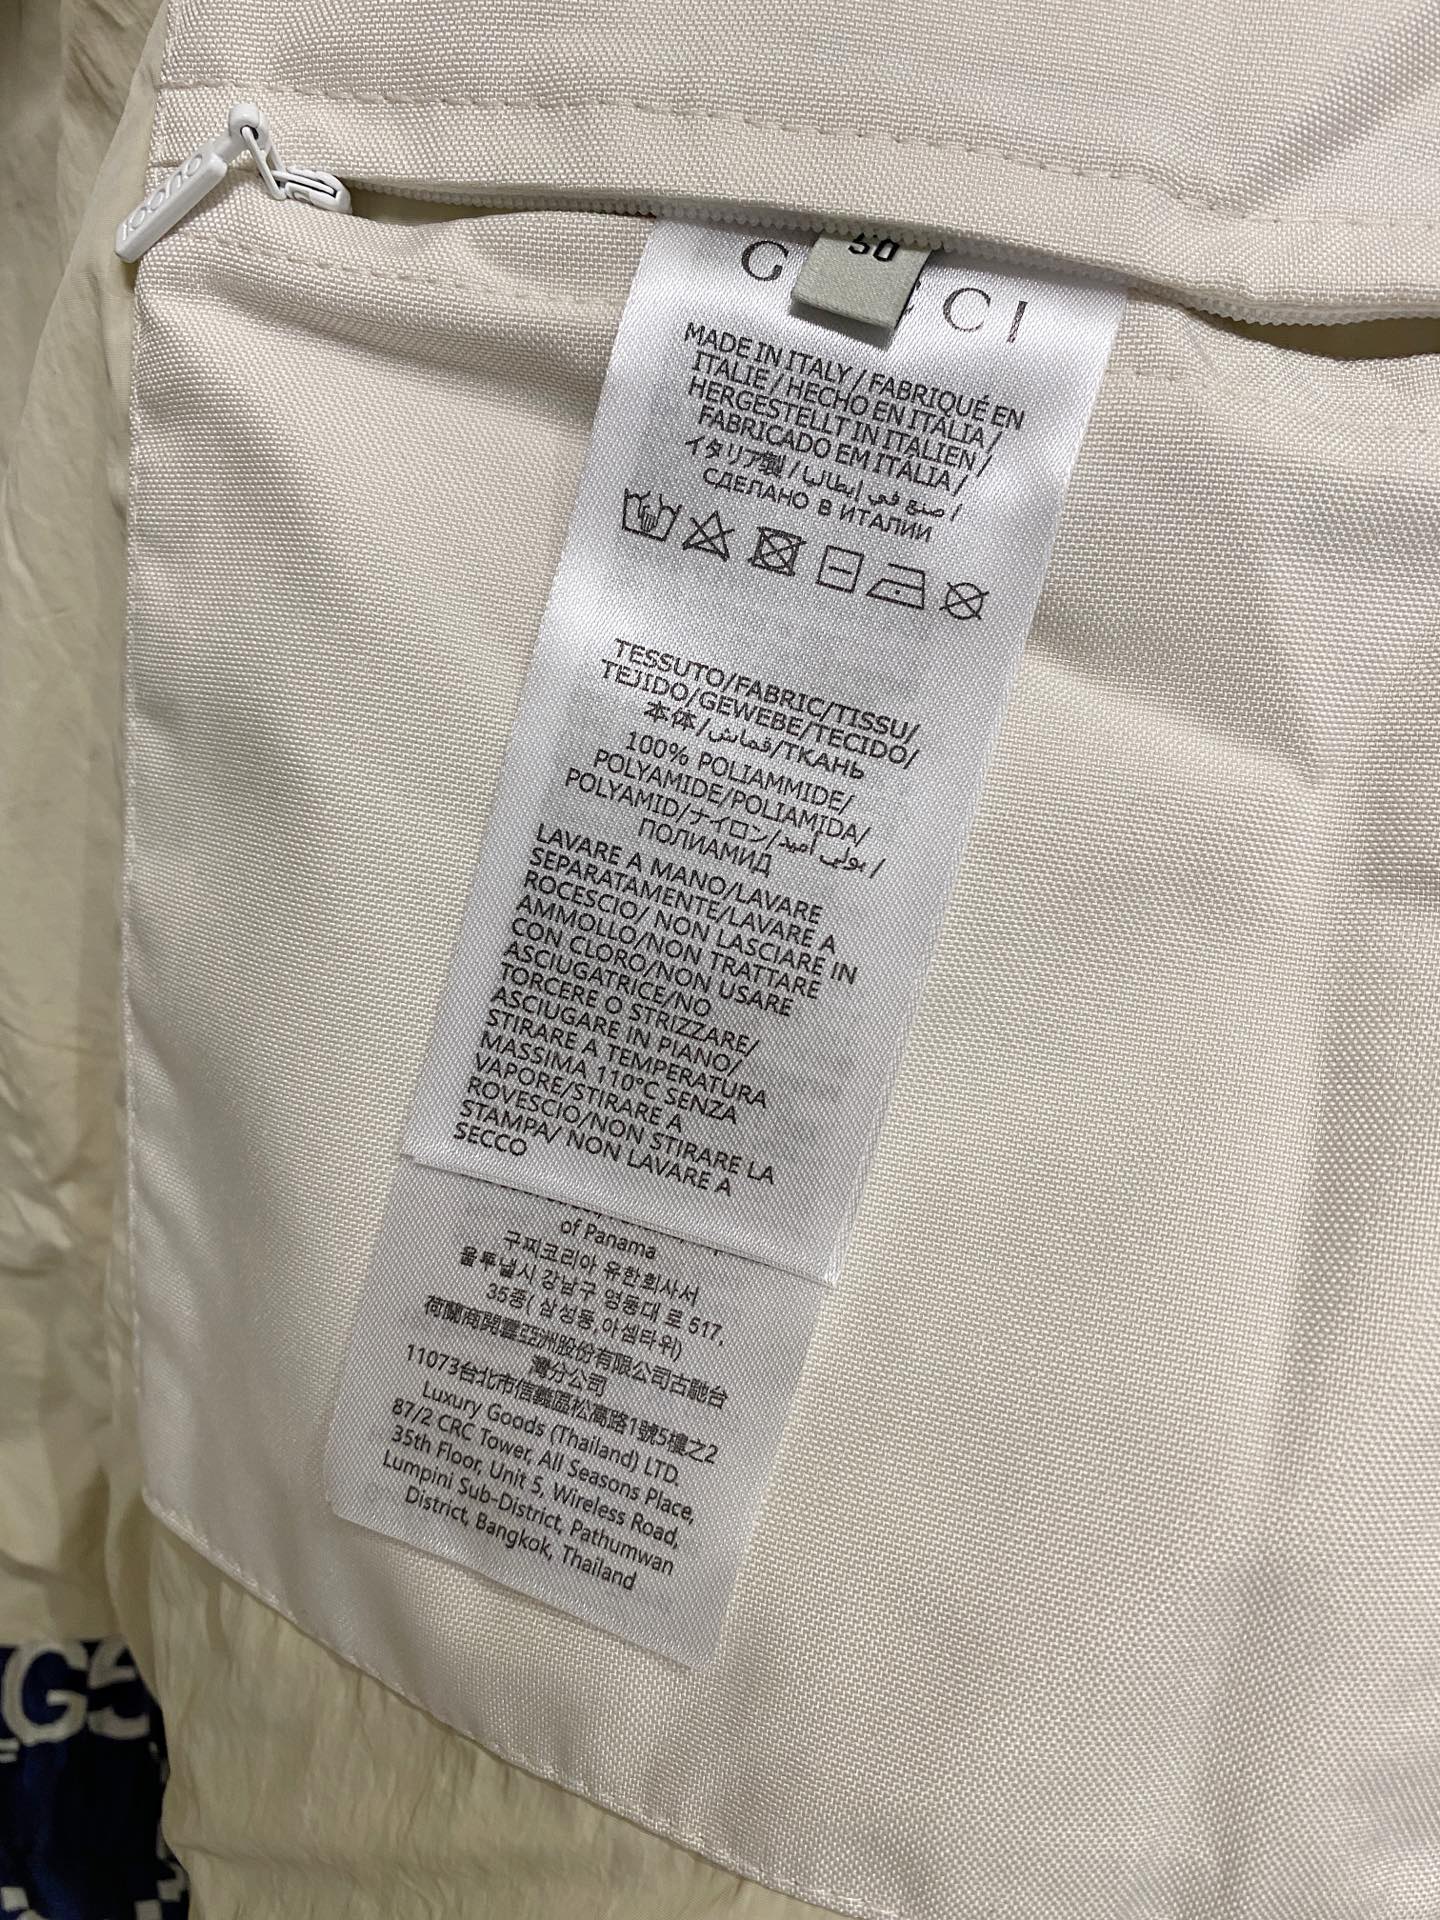 GUCCI
50
GUCCI
MADE IN ITALY/FABRIQUÉ EN
ITALIE/HECHO EN ITALIA/
HERGESTELLT IN ITALIEN/
FABRICADO EM ITÁLIA/
イタリア製/صنع في إيطاليا/
СДЕЛАНО В ИТАЛИИ
TESSUTO/FABRIC/TISSU/
TEJIDO/GEWEBE/TECIDO/
本体/قماش/ТКАНЬ
100% POLIAMMIDE/
POLYAMIDE/POLIAMIDA/
POLYAMID/ナイロン/بولي أميد/
ПОЛИАМИД
LAVARE A MANO/LAVARE
SEPARATAMENTE/LAVARE A
ROCESCIO/ NON LASCIARE IN
AMMOLLO/NON TRATTARE
CON CLORO/NON USARE
ASCIUGATRICE/NO
TORCERE O STRIZZARE/
ASCIUGARE IN PIANO/
STIRARE A TEMPERATURA
MASSIMA 110°C SENZA
VAPORE/STIRARE A
ROVESCIO/NON STIRARE LA
STAMPA/ NON LAVARE A
SECCO
of Panama
구찌코리아 유한회사서
울투낼시 강남구 영동대 로 517,
35종( 삼성동,아셈타워)
荷蘭商開雲亞洲股份有限公司古馳台
灣分公司
11073台北市信義區松高路1號5樓之2
Luxury Goods (Thailand) LTD.
87/2 CRC Tower, All Seasons Place,
35th Floor, Unit 5, Wireless Road,
Lumpini Sub-District, Pathumwan
District, Bangkok, Thailand